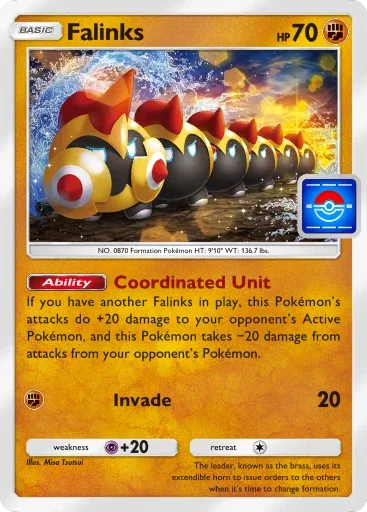 BASIC Falinks HP 70
NO. 0870 Formation Pokémon HT: 9'10" WT: 136.7 lbs.
Ability Coordinated Unit
If you have another Falinks in play, this Pokémon's
attacks do +20 damage to your opponent's Active
Pokémon, and this Pokémon takes −20 damage from
attacks from your opponent's Pokémon.
Invade 20
weakness +20 retreat
Illus. Misa Tsutsui
The leader, known as the brass, uses its
extendible horn to issue orders to the others
when it's time to change formation.